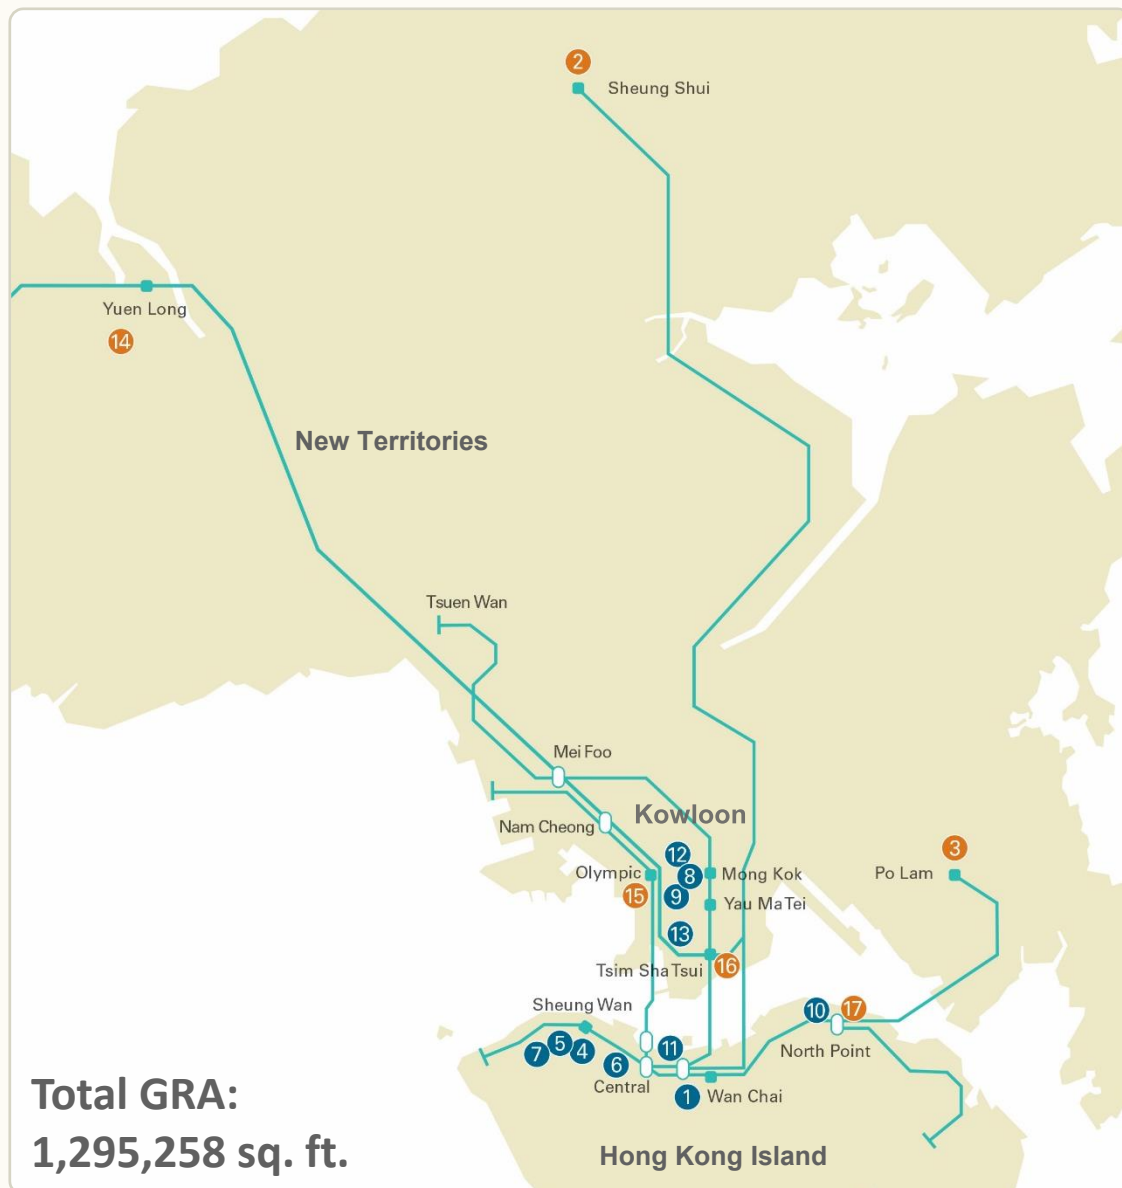 2
Sheung Shui
Yuen Long
14
New Territories
Tsuen Wan
Mei Foo
Kowloon
Nam Cheong
12
3
Olympic
8
Mong Kok
Po Lam
15
9
Yau Ma Tei
13
Tsim Sha Tsui
16
Sheung Wan
10
17
7
5
4
6
11
North Point
Central
1
Wan Chai
Total GRA:
1,295,258 sq. ft.
Hong Kong Island